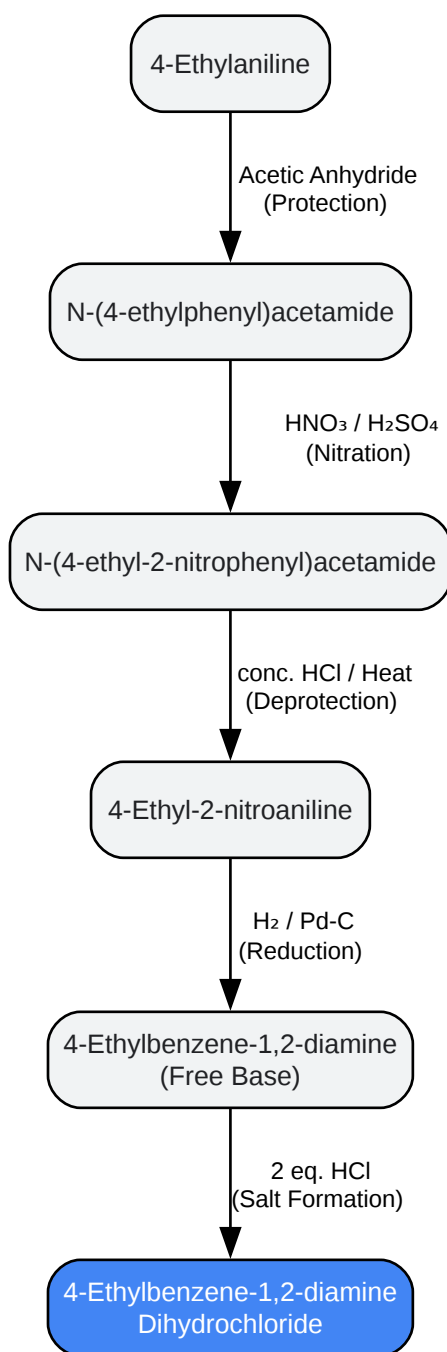 4-Ethylaniline
Acetic Anhydride
(Protection)
N-(4-ethylphenyl)acetamide
HNO₃ / H₂SO₄
(Nitration)
N-(4-ethyl-2-nitrophenyl)acetamide
conc. HCl / Heat
(Deprotection)
4-Ethyl-2-nitroaniline
H₂ / Pd-C
(Reduction)
4-Ethylbenzene-1,2-diamine
(Free Base)
2 eq. HCl
(Salt Formation)
4-Ethylbenzene-1,2-diamine
Dihydrochloride